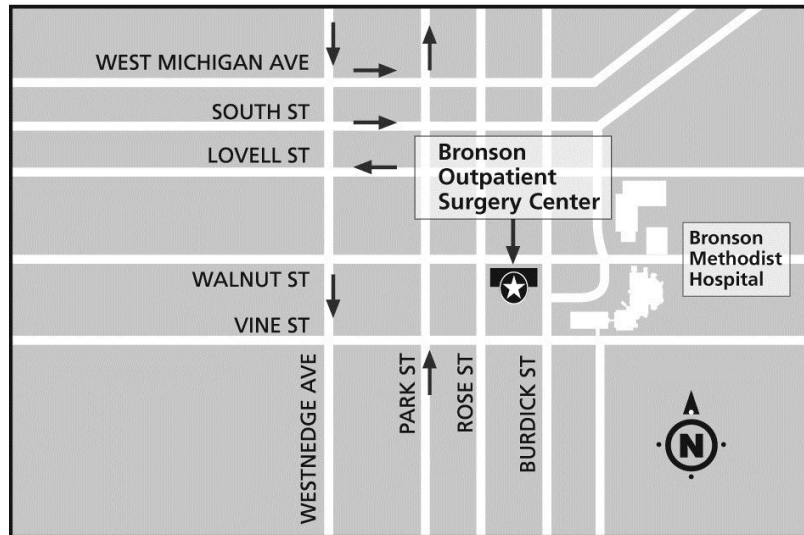 WEST MICHIGAN AVE
SOUTH ST
LOVELL ST
Bronson
Outpatient
Surgery Center
Bronson
Methodist
Hospital
WALNUT ST
VINE ST
WESTNEDGE AVE
PARK ST
ROSE ST
BURDICK ST
N